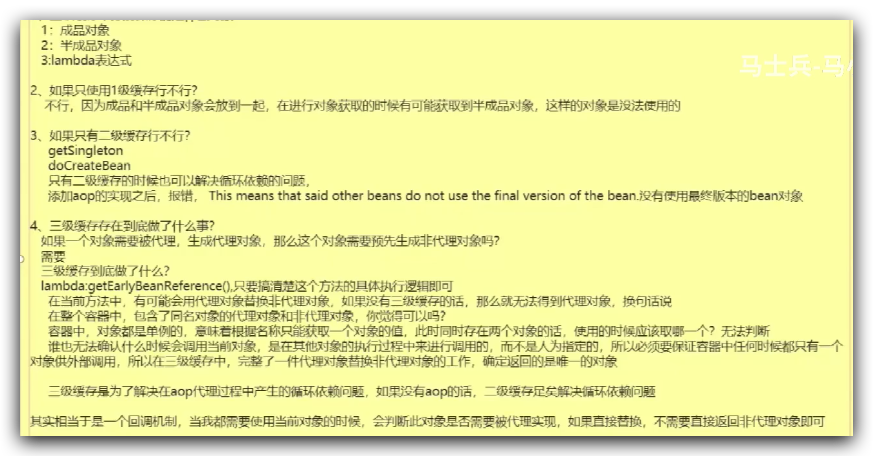 1：成品对象
2：半成品对象
3:lambda表达式
马士兵-马
2、如果只使用1级缓存行不行？
不行，因为成品和半成品对象会放到一起，在进行对象获取的时候有可能获取到半成品对象，这样的对象是没法使用的
3、如果只有二级缓存行不行？
getSingleton
doCreateBean
只有二级缓存的时候也可以解决循环依赖的问题，
添加aop的实现之后，报错， This means that said other beans do not use the final version of the bean.没有使用最终版本的bean对象
4、三级缓存存在到底做了什么事？
如果一个对象需要被代理，生成代理对象，那么这个对象需要预先生成非代理对象吗？
需要
三级缓存到底做了什么？
lambda:getEarlyBeanReference(),只要搞清楚这个方法的具体执行逻辑即可
在当前方法中，有可能会用代理对象替换非代理对象，如果没有三级缓存的话，那么就无法得到代理对象，换句话说
在整个容器中，包含了同名对象的代理对象和非代理对象，你觉得可以吗？
容器中，对象都是单例的，意味着根据名称只能获取一个对象的值，此时同时存在两个对象的话，使用的时候应该取哪一个？无法判断
谁也无法确认什么时候会调用当前对象，是在其他对象的执行过程中来进行调用的，而不是人为指定的，所以必须要保证容器中任何时候都只有一个
对象供外部调用，所以在三级缓存中，完整了一件代理对象替换非代理对象的工作，确定返回的是唯一的对象
三级缓存是为了解决在aop代理过程中产生的循环依赖问题，如果没有aop的话，二级缓存足矣解决循环依赖问题
其实相当于是一个回调机制，当我都需要使用当前对象的时候，会判断此对象是否需要被代理实现，如果直接替换，不需要直接返回非代理对象即可